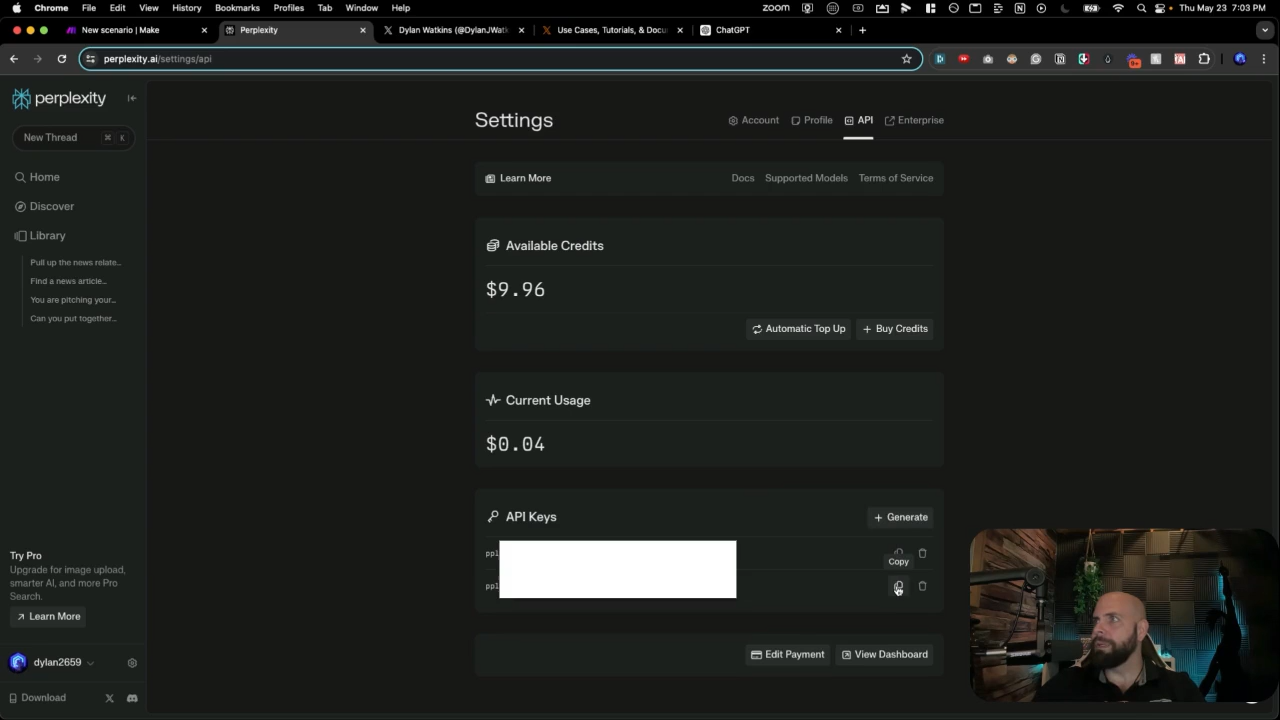 Chrome File Edit View History Bookmarks Profiles Tab Window Help
zoom
Thu May 23 7:03 PM
New scenario | Make
Perplexity
Dylan Watkins (@DylanJWatk
Use Cases, Tutorials, & Docu
ChatGPT
perplexity.ai/settings/api
9+
perplexity
New Thread
⌘ K
Home
Discover
Library
Pull up the news relate...
Find a news article...
You are pitching your...
Can you put together...
Try Pro
Upgrade for image upload,
smarter AI, and more Pro
Search.
Learn More
dylan2659
Download
Settings
Account Profile API Enterprise
Learn More
Docs Supported Models Terms of Service
Available Credits
$9.96
Automatic Top Up
+ Buy Credits
Current Usage
$0.04
API Keys
+ Generate
ppl
Copy
ppl
Edit Payment
View Dashboard